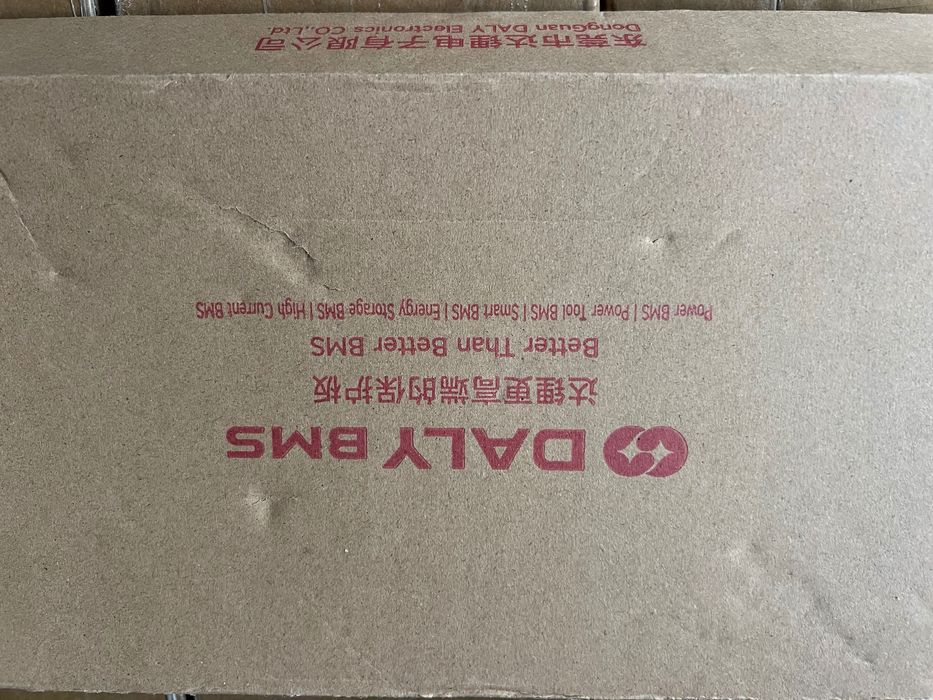 DALY BMS
达锂更高端的保护板
Better Than Better BMS
Power BMS | Power Tool BMS | Smart BMS | Energy Storage BMS | High Current BMS
东莞市达锂电子有限公司
DongGuan DALY Electronics CO.,Ltd.